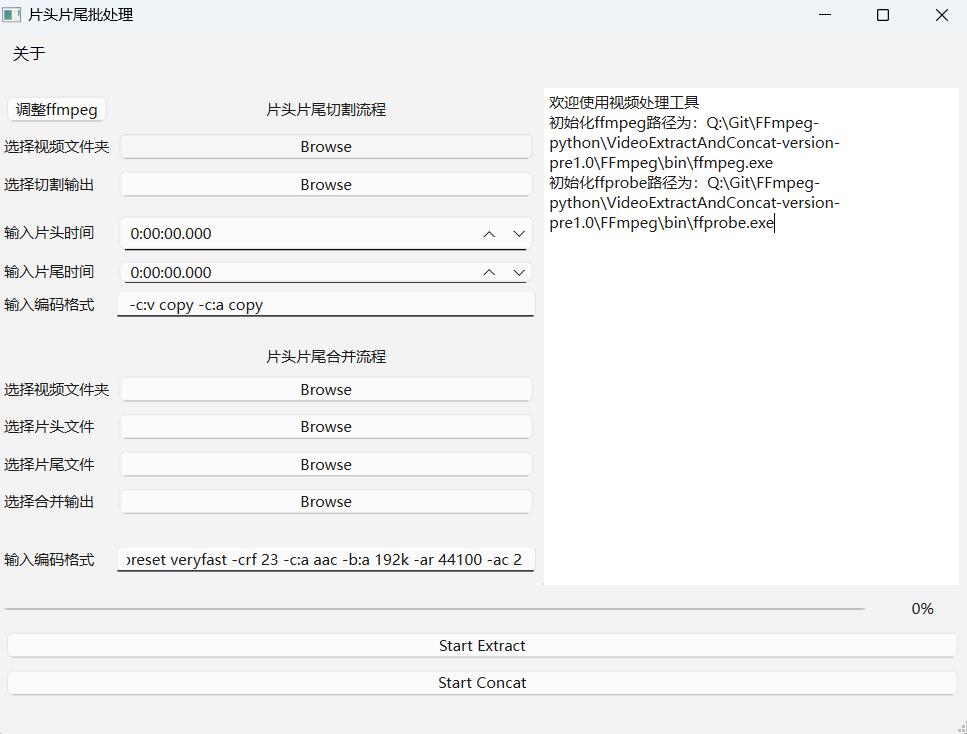 片头片尾批处理
关于
调整ffmpeg
片头片尾切割流程
选择视频文件夹
Browse
选择切割输出
Browse
输入片头时间
0:00:00.000
输入片尾时间
0:00:00.000
输入编码格式
-c:v copy -c:a copy
片头片尾合并流程
选择视频文件夹
Browse
选择片头文件
Browse
选择片尾文件
Browse
选择合并输出
Browse
输入编码格式
preset veryfast -crf 23 -c:a aac -b:a 192k -ar 44100 -ac 2
欢迎使用视频处理工具
初始化ffmpeg路径为：Q:\Git\FFmpeg-
python\VideoExtractAndConcat-version-
pre1.0\FFmpeg\bin\ffmpeg.exe
初始化ffprobe路径为：Q:\Git\FFmpeg-
python\VideoExtractAndConcat-version-
pre1.0\FFmpeg\bin\ffprobe.exe
0%
Start Extract
Start Concat